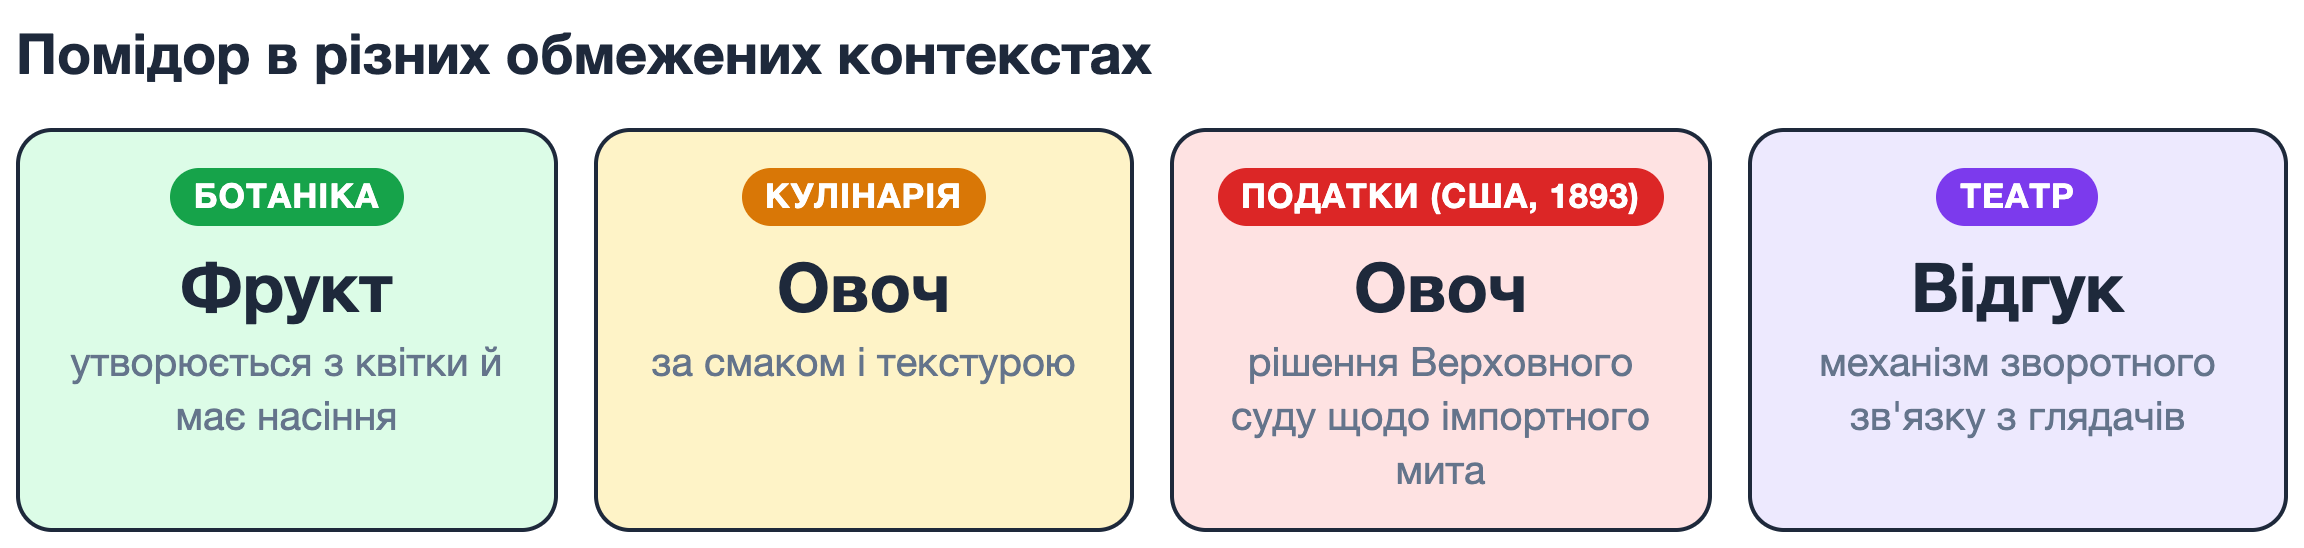 Помідор в різних обмежених контекстах
БОТАНІКА
Фрукт
утворюється з квітки й
має насіння
КУЛІНАРІЯ
Овоч
за смаком і текстурою
ПОДАТКИ (США, 1893)
Овоч
рішення Верховного
суду щодо імпортного
мита
ТЕАТР
Відгук
механізм зворотного
зв'язку з глядачів